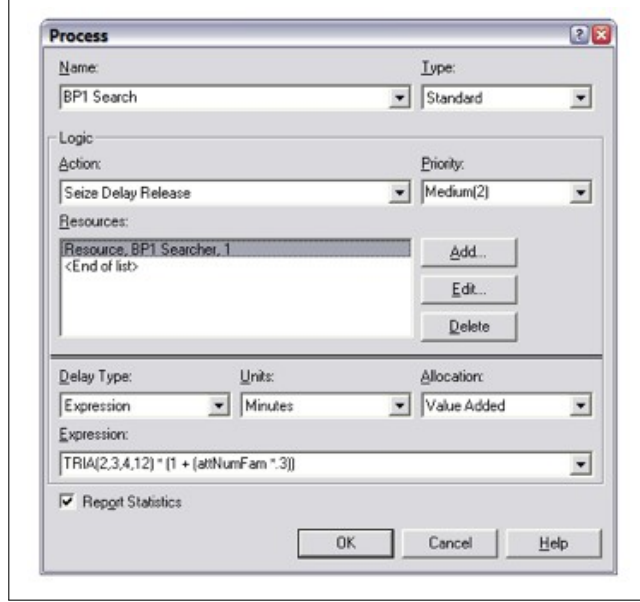 Process
Name: Type:
BP1 Search Standard
Logic
Action: Priority:
Seize Delay Release Medium(2)
Resources:
Resource, BP1 Searcher, 1 Add...
<End of list> Edit...
Delete
Delay Type: Units: Allocation:
Expression Minutes Value Added
Expression:
TRIA(2,3,4,12) * (1 + (attNumFam *.3))
Report Statistics
OK Cancel Help